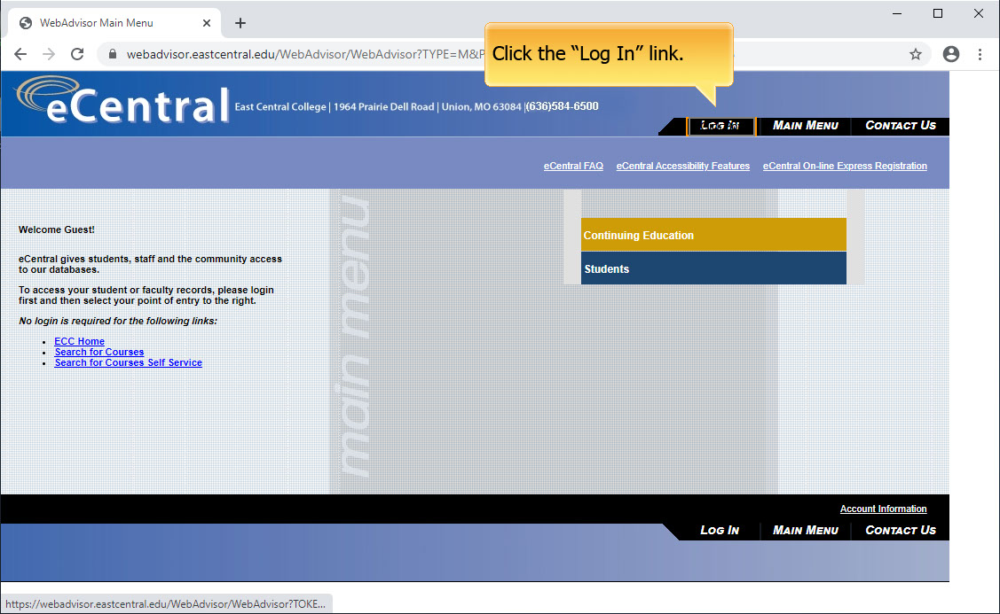 WebAdvisor Main Menu
webadvisor.eastcentral.edu/WebAdvisor/WebAdvisor?TYPE=M&P
Click the “Log In” link.
eCentral East Central College | 1964 Prairie Dell Road | Union, MO 63084 |(636)584-6500
Log In Main Menu Contact Us
eCentral FAQ eCentral Accessibility Features eCentral On-line Express Registration
main menu
Welcome Guest!
eCentral gives students, staff and the community access
to our databases.
To access your student or faculty records, please login
first and then select your point of entry to the right.
No login is required for the following links:
ECC Home
Search for Courses
Search for Courses Self Service
Continuing Education
Students
Account Information
Log In Main Menu Contact Us
https://webadvisor.eastcentral.edu/WebAdvisor/WebAdvisor?TOKE...